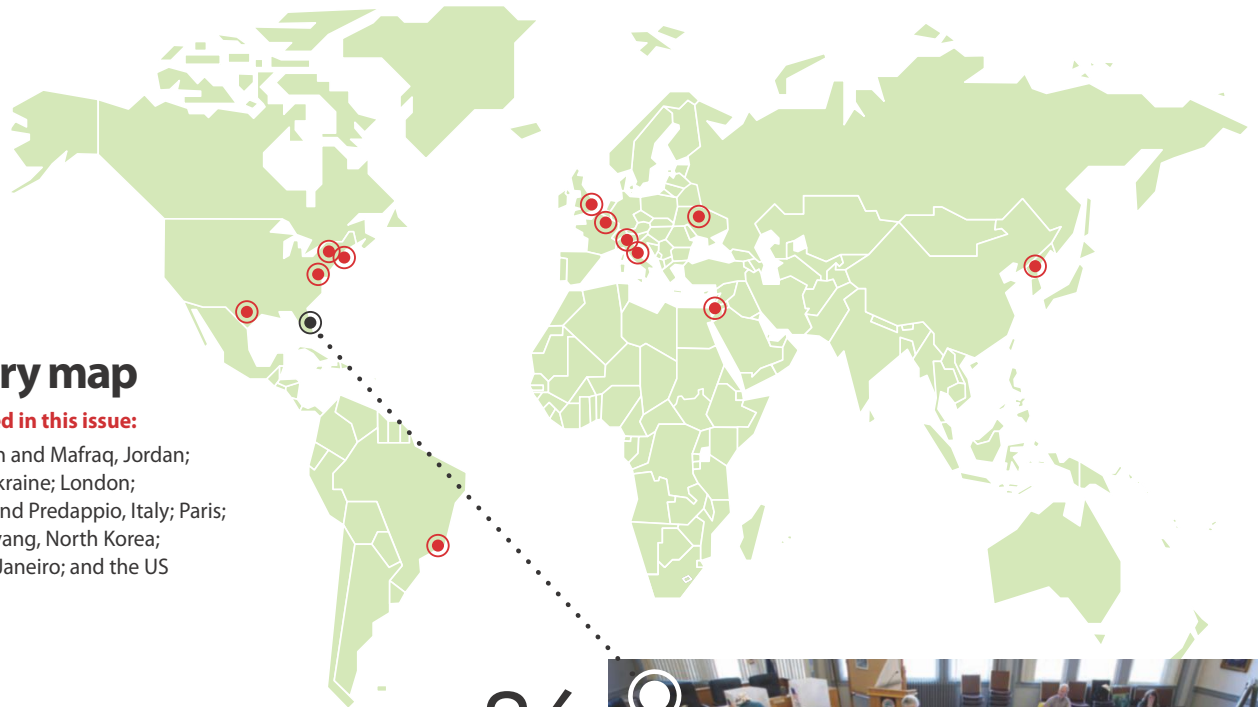 ry map
d in this issue:
n and Mafraq, Jordan;
kraine; London;
nd Predappio, Italy; Paris;
yang, North Korea;
Janeiro; and the US